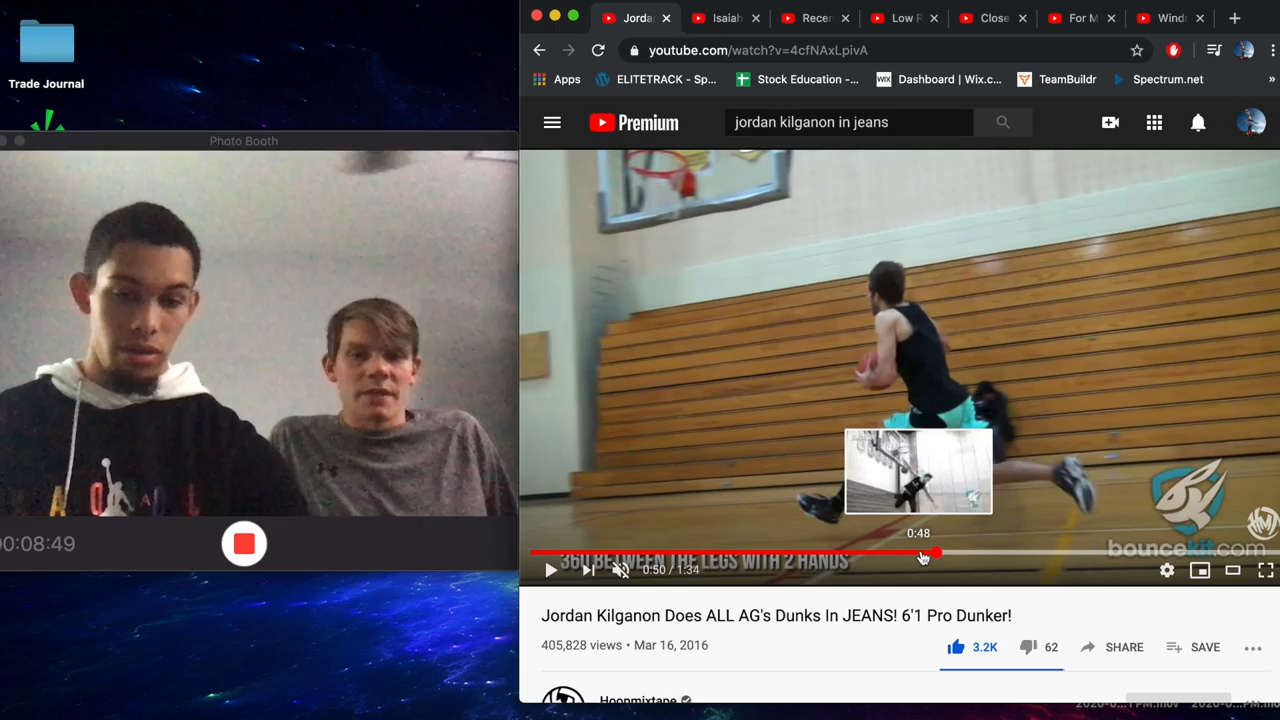 Trade Journal
Photo Booth
00:08:49
Jorda
Isaiah
Recen
Low R
Close
For M
Windm
youtube.com/watch?v=4cfNAxLpivA
Apps
ELITETRACK - Sp...
Stock Education -...
WIX
Dashboard | Wix.c...
TeamBuildr
Spectrum.net
»
Premium
jordan kilganon in jeans
0:48
bouncekit.com
360 BETWEEN THE LEGS WITH 2 HANDS
0:50 / 1:34
Jordan Kilganon Does ALL AG's Dunks In JEANS! 6'1 Pro Dunker!
405,828 views • Mar 16, 2016
3.2K
62
SHARE
SAVE
Hoopmixtape